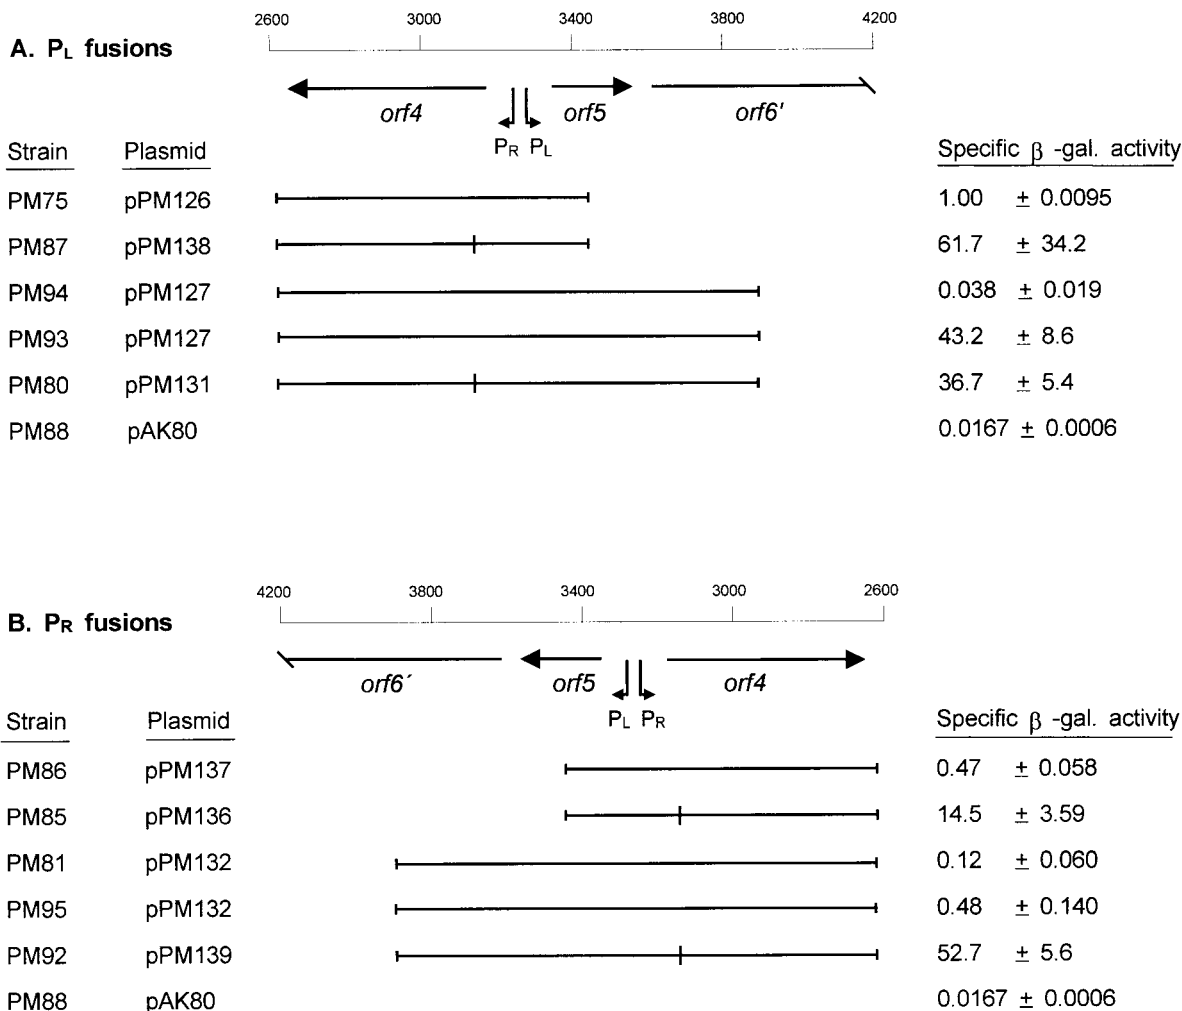 2600 3000 3400 3800 4200
A. PL fusions
orf4 orf5 orf6'
PR PL
Strain Plasmid Specific β -gal. activity
PM75 pPM126 1.00 ± 0.0095
PM87 pPM138 61.7 ± 34.2
PM94 pPM127 0.038 ± 0.019
PM93 pPM127 43.2 ± 8.6
PM80 pPM131 36.7 ± 5.4
PM88 pAK80 0.0167 ± 0.0006
4200 3800 3400 3000 2600
B. PR fusions
orf6´ orf5 orf4
PL PR
Strain Plasmid Specific β -gal. activity
PM86 pPM137 0.47 ± 0.058
PM85 pPM136 14.5 ± 3.59
PM81 pPM132 0.12 ± 0.060
PM95 pPM132 0.48 ± 0.140
PM92 pPM139 52.7 ± 5.6
PM88 pAK80 0.0167 ± 0.0006